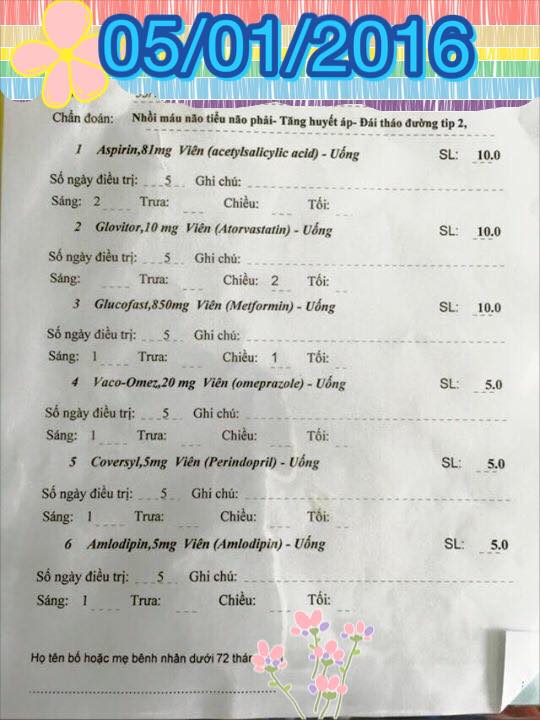 05/01/2016
Chẩn đoán: Nhồi máu não tiểu não phải- Tăng huyết áp- Đái tháo đường tip 2,
1 Aspirin,81mg Viên (acetylsalicylic acid) - Uống SL: 10.0
Số ngày điều trị: 5 Ghi chú:
Sáng: 2 Trưa: Chiều: Tối:
2 Glovitor,10 mg Viên (Atorvastatin) - Uống SL: 10.0
Số ngày điều trị: 5 Ghi chú:
Sáng: Trưa: Chiều: 2 Tối:
3 Glucofast,850mg Viên (Metformin) - Uống SL: 10.0
Số ngày điều trị: 5 Ghi chú:
Sáng: 1 Trưa: Chiều: 1 Tối:
4 Vaco-Omez,20 mg Viên (omeprazole) - Uống SL: 5.0
Số ngày điều trị: 5 Ghi chú:
Sáng: 1 Trưa: Chiều: Tối:
5 Coversyl,5mg Viên (Perindopril) - Uống SL: 5.0
Số ngày điều trị: 5 Ghi chú:
Sáng: 1 Trưa: Chiều: Tối:
6 Amlodipin,5mg Viên (Amlodipin) - Uống SL: 5.0
Số ngày điều trị: 5 Ghi chú:
Sáng: 1 Trưa: Chiều: Tối:
Họ tên bố hoặc mẹ bệnh nhân dưới 72